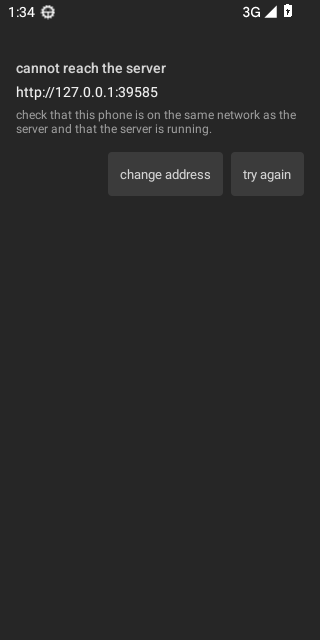 1:34
3G
cannot reach the server
http://127.0.0.1:39585
check that this phone is on the same network as the
server and that the server is running.
change address
try again